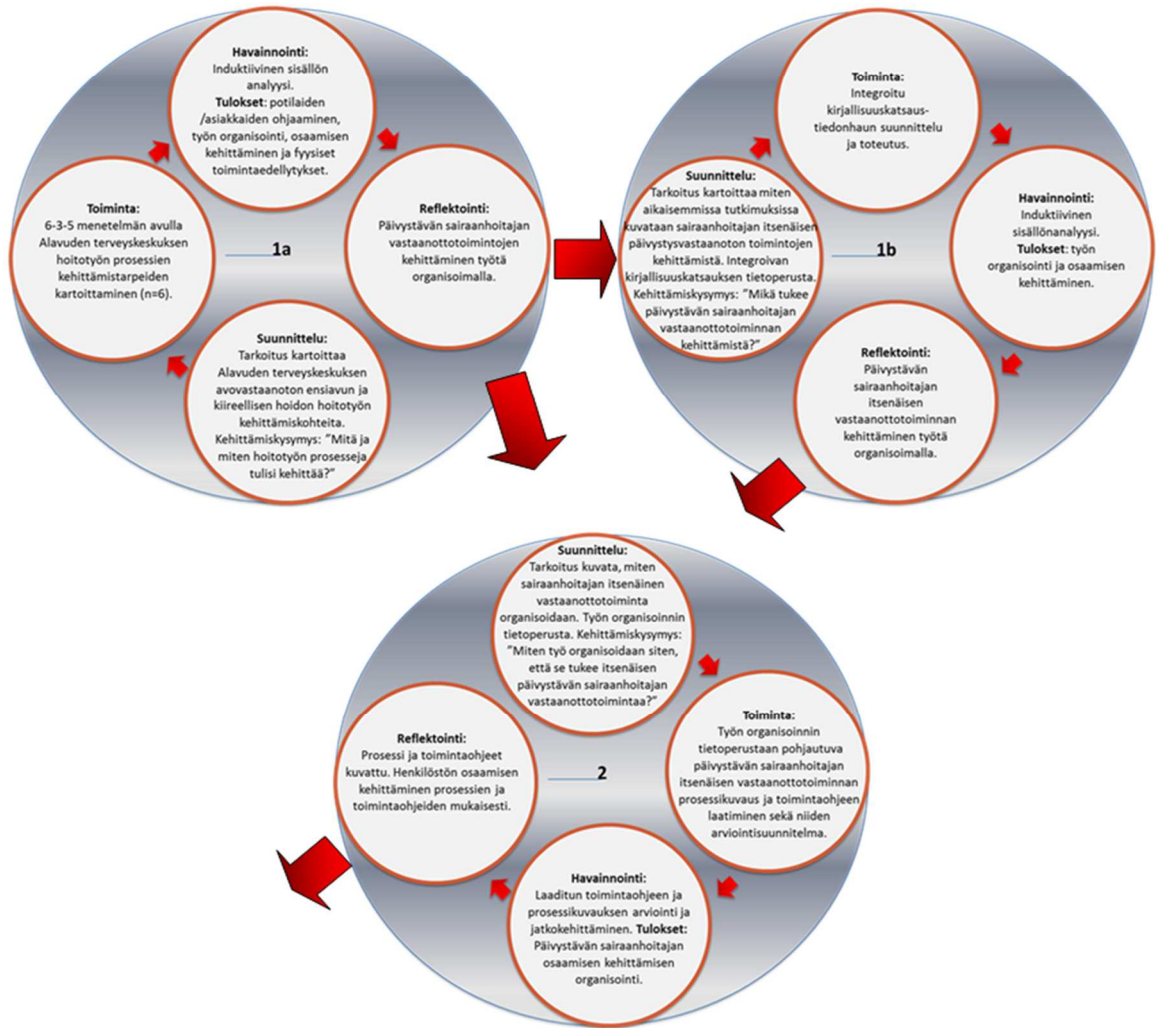 Havainnointi:
Induktiivinen sisällön
analyysi.
Tulokset: potilaiden
/asiakkaiden ohjaaminen,
työn organisointi, osaamisen
kehittäminen ja fyysiset
toimintaedellytykset.
Toiminta:
6-3-5 menetelmän avulla
Alavuden terveyskeskuksen
hoitotyön prosessien
kehittämistarpeiden
kartoittaminen (n=6).
1a
Reflektointi:
Päivystävän sairaanhoitajan
vastaanottotoimintojen
kehittäminen työtä
organisoimalla.
Suunnittelu:
Tarkoitus kartoittaa
Alavuden terveyskeskuksen
avovastaanoton ensiavun ja
kiireellisen hoidon hoitotyön
kehittämiskohteita.
Kehittämiskysymys: ”Mitä ja
miten hoitotyön prosesseja
tulisi kehittää?”
Toiminta:
Integroitu
kirjallisuuskatsaus-
tiedonhaun suunnittelu
ja toteutus.
Suunnittelu:
Tarkoitus kartoittaa miten
aikaisemmissa tutkimuksissa
kuvataan sairaanhoitajan itsenäisen
päivystysvastaanoton toimintojen
kehittämistä. Integroivan
kirjallisuuskatsauksen tietoperusta.
Kehittämiskysymys: ”Mikä tukee
päivystävän sairaanhoitajan
vastaanottotoiminnan
kehittämistä?”
1b
Havainnointi:
Induktiivinen
sisällönanalyysi.
Tulokset: työn
organisointi ja osaamisen
kehittäminen.
Reflektointi:
Päivystävän
sairaanhoitajan
itsenäisen
vastaanottotoiminnan
kehittäminen työtä
organisoimalla.
Suunnittelu:
Tarkoitus kuvata, miten
sairaanhoitajan itsenäinen
vastaanottotoiminta
organisoidaan. Työn organisoinnin
tietoperusta. Kehittämiskysymys:
”Miten työ organisoidaan siten,
että se tukee itsenäisen
päivystävän sairaanhoitajan
vastaanottotoimintaa?”
Reflektointi:
Prosessi ja toimintaohjeet
kuvattu. Henkilöstön osaamisen
kehittäminen prosessien ja
toimintaohjeiden mukaisesti.
2
Toiminta:
Työn organisoinnin
tietoperustaan pohjautuva
päivystävän sairaanhoitajan
itsenäisen vastaanottotoiminnan
prosessikuvaus ja toimintaohjeen
laatiminen sekä niiden
arviointisuunnitelma.
Havainnointi:
Laaditun toimintaohjeen ja
prosessikuvauksen arviointi ja
jatkokehittäminen. Tulokset:
Päivystävän sairaanhoitajan
osaamisen kehittämisen
organisointi.